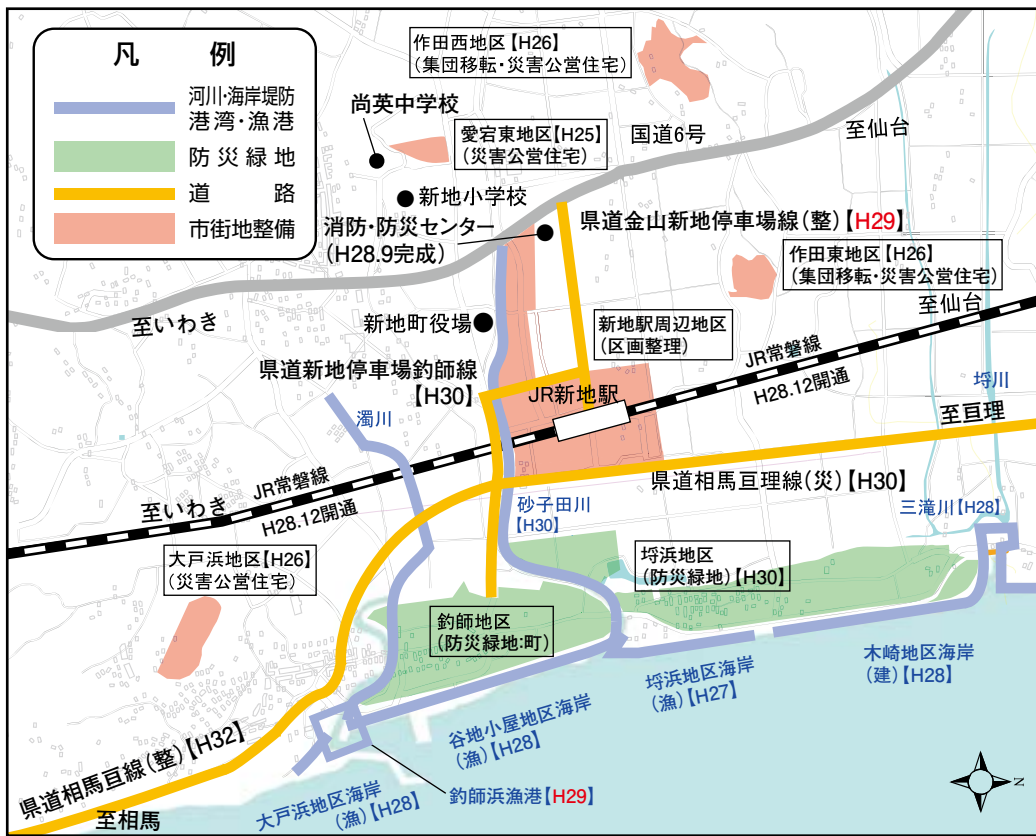 凡 例
河川・海岸堤防
港湾・漁港
防災緑地
道 路
市街地整備
作田西地区【H26】
(集団移転・災害公営住宅)
尚英中学校
愛宕東地区【H25】
(災害公営住宅)
国道6号
至仙台
新地小学校
消防・防災センター
(H28.9完成)
県道金山新地停車場線(整)【H29】
作田東地区【H26】
(集団移転・災害公営住宅)
至仙台
至いわき
新地町役場
新地駅周辺地区
(区画整理)
JR常磐線
H28.12開通
県道新地停車場釣師線
【H30】
JR新地駅
埒川
濁川
至亘理
JR常磐線
至いわき
H28.12開通
県道相馬亘理線(災)【H30】
砂子田川
[H30]
三滝川[H28]
大戸浜地区[H26]
(災害公営住宅)
埒浜地区
(防災緑地)【H30】
釣師地区
(防災緑地:町)
木崎地区海岸
(建)【H28】
埒浜地区海岸
(漁)【H27】
谷地小屋地区海岸
(漁)【H28】
県道相馬亘線(整)【H32】
釣師浜漁港【H29】
大戸浜地区海岸
(漁)【H28】
至相馬
N